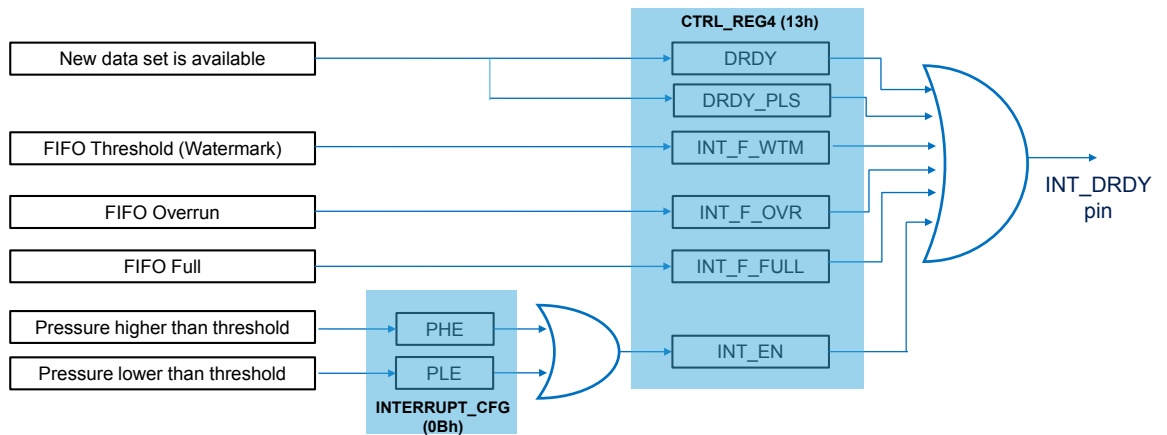 CTRL_REG4 (13h)
New data set is available
DRDY
DRDY_PLS
FIFO Threshold (Watermark)
INT_F_WTM
INT_DRDY
pin
FIFO Overrun
INT_F_OVR
FIFO Full
INT_F_FULL
Pressure higher than threshold
PHE
INT_EN
Pressure lower than threshold
PLE
INTERRUPT_CFG
(0Bh)